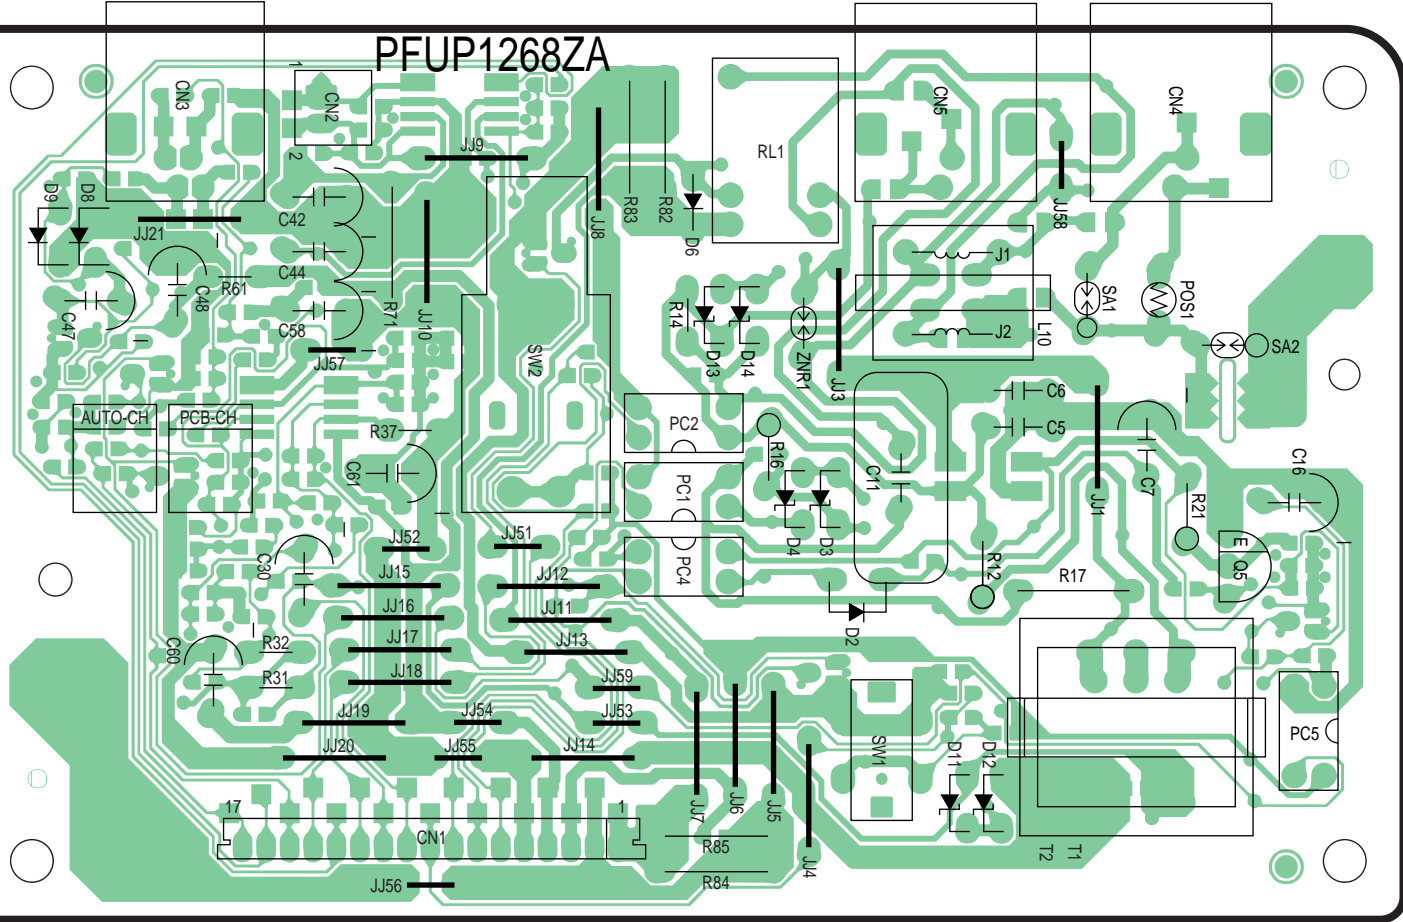 PFUP1268ZA
1
CN3
CN2
2
JJ9
RL1
CN5
CN4
D9
D8
JJ21
C42
C44
C58
C48
R61
C47
R71
JJ10
JJ8
R83
R82
D6
JJ58
J1
J2
L10
SA1
POS1
SA2
JJ57
SW2
R14
D13
D14
ZNR1
JJ3
C6
C5
AUTO-CH
PCB-CH
R37
PC2
R16
C61
PC1
C11
JJ1
C7
R21
C16
D4
D3
JJ52
JJ51
C30
JJ15
JJ12
PC4
R12
R17
E
Q5
JJ16
JJ11
D2
C60
R32
JJ17
JJ13
R31
JJ18
JJ59
JJ19
JJ54
JJ53
JJ20
JJ55
JJ14
SW1
D11
D12
PC5
JJ7
JJ6
JJ5
17
1
CN1
R85
JJ4
T2
T1
JJ56
R84